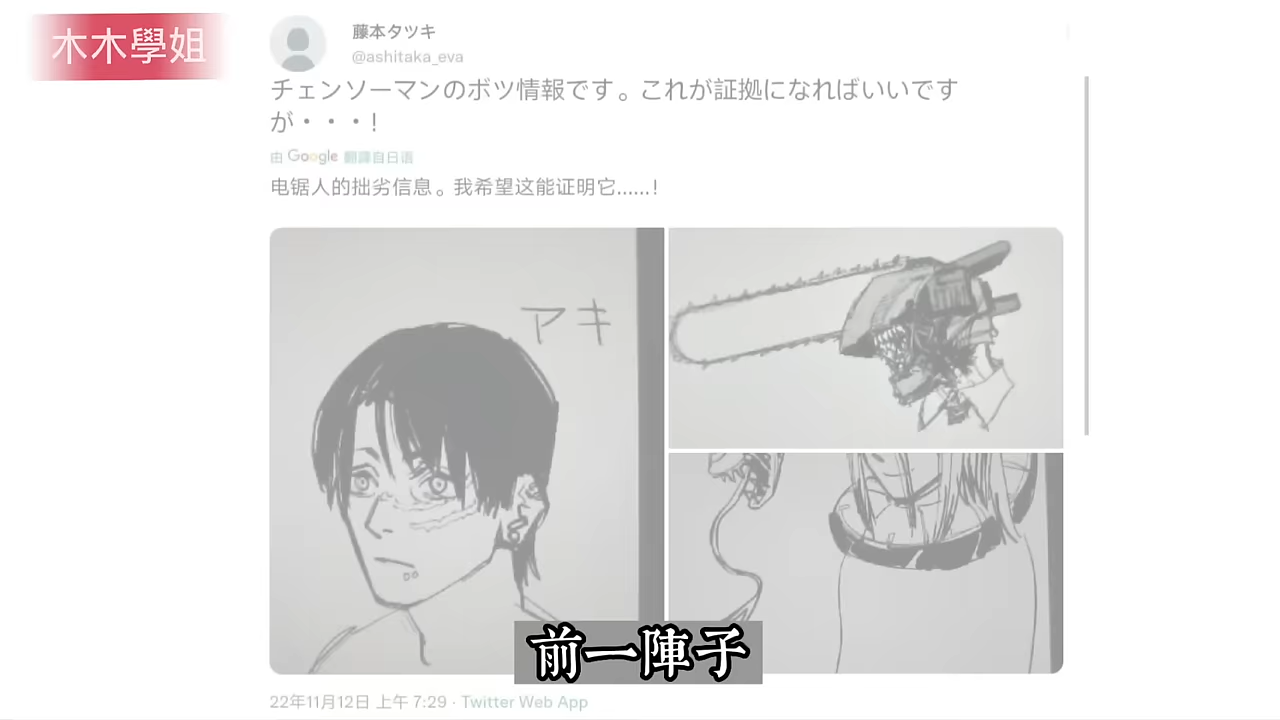 木木學姐
藤本タツキ
@ashitaka_eva
チェンソーマンのボツ情報です。これが証拠になればいいです
が・・・!
由 Google 翻譯自日语
电锯人的拙劣信息。我希望这能证明它......!
アキ
前一陣子
22年11月12日 上午 7:29 · Twitter Web App